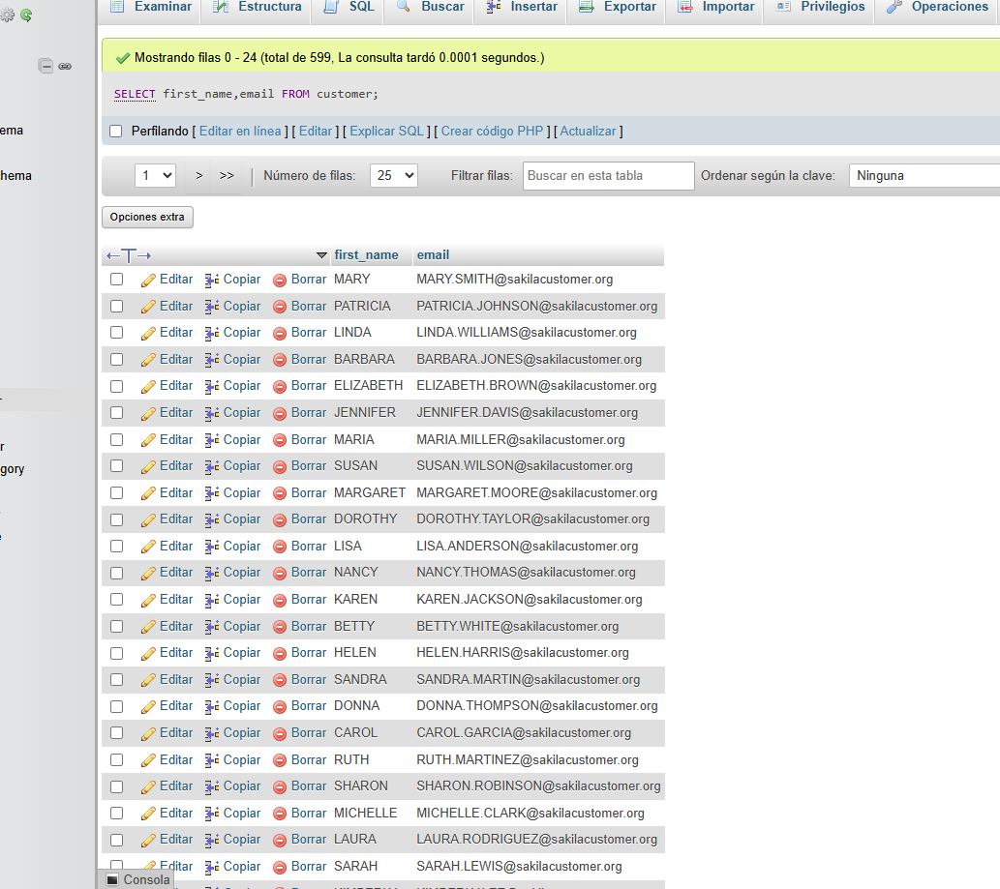 Examinar Estructura SQL Buscar Insertar Exportar Importar Privilegios Operaciones
Mostrando filas 0 - 24 (total de 599, La consulta tardó 0.0001 segundos.)
SELECT first_name,email FROM customer;
ema
Perfilando [ Editar en línea ] [ Editar ] [ Explicar SQL ] [ Crear código PHP ] [ Actualizar ]
hema
1 > >> | Número de filas: 25 Filtrar filas: Buscar en esta tabla Ordenar según la clave: Ninguna
Opciones extra
←T→ first_name email
Editar Copiar Borrar MARY MARY.SMITH@sakilacustomer.org
Editar Copiar Borrar PATRICIA PATRICIA.JOHNSON@sakilacustomer.org
Editar Copiar Borrar LINDA LINDA.WILLIAMS@sakilacustomer.org
Editar Copiar Borrar BARBARA BARBARA.JONES@sakilacustomer.org
Editar Copiar Borrar ELIZABETH ELIZABETH.BROWN@sakilacustomer.org
Editar Copiar Borrar JENNIFER JENNIFER.DAVIS@sakilacustomer.org
r
Editar Copiar Borrar MARIA MARIA.MILLER@sakilacustomer.org
gory
Editar Copiar Borrar SUSAN SUSAN.WILSON@sakilacustomer.org
Editar Copiar Borrar MARGARET MARGARET.MOORE@sakilacustomer.org
Editar Copiar Borrar DOROTHY DOROTHY.TAYLOR@sakilacustomer.org
Editar Copiar Borrar LISA LISA.ANDERSON@sakilacustomer.org
Editar Copiar Borrar NANCY NANCY.THOMAS@sakilacustomer.org
Editar Copiar Borrar KAREN KAREN.JACKSON@sakilacustomer.org
Editar Copiar Borrar BETTY BETTY.WHITE@sakilacustomer.org
Editar Copiar Borrar HELEN HELEN.HARRIS@sakilacustomer.org
Editar Copiar Borrar SANDRA SANDRA.MARTIN@sakilacustomer.org
Editar Copiar Borrar DONNA DONNA.THOMPSON@sakilacustomer.org
Editar Copiar Borrar CAROL CAROL.GARCIA@sakilacustomer.org
Editar Copiar Borrar RUTH RUTH.MARTINEZ@sakilacustomer.org
Editar Copiar Borrar SHARON SHARON.ROBINSON@sakilacustomer.org
Editar Copiar Borrar MICHELLE MICHELLE.CLARK@sakilacustomer.org
Editar Copiar Borrar LAURA LAURA.RODRIGUEZ@sakilacustomer.org
Editar Copiar Borrar SARAH SARAH.LEWIS@sakilacustomer.org
Consola